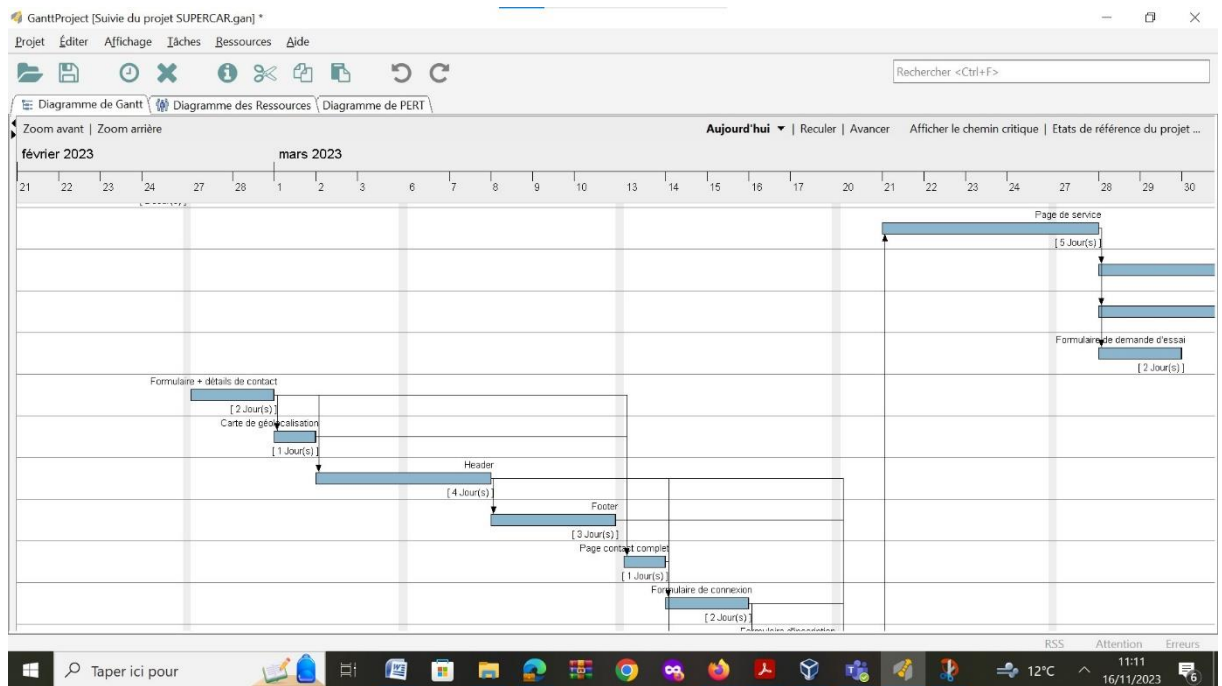 GanttProject [Suivie du projet SUPERCAR.gan] *
Projet Éditer Affichage Tâches Ressources Aide
Rechercher <Ctrl+F>
Diagramme de Gantt Diagramme des Ressources Diagramme de PERT
Zoom avant | Zoom arrière Aujourd'hui ▼ | Reculer | Avancer Afficher le chemin critique | Etats de référence du projet ...
février 2023 mars 2023
21 22 23 24 27 28 1 2 3 6 7 8 9 10 13 14 15 16 17 20 21 22 23 24 27 28 29 30
Page de service
[ 5 Jour(s) ]
Formulaire de demande d'essai
[ 2 Jour(s) ]
Formulaire + détails de contact
[ 2 Jour(s) ]
Carte de géolocalisation
[ 1 Jour(s) ]
Header
[ 4 Jour(s) ]
Footer
[ 3 Jour(s) ]
Page contact complet
[ 1 Jour(s) ]
Formulaire de connexion
[ 2 Jour(s) ]
Formulaire d'inscription
RSS Attention Erreurs
Taper ici pour
12°C
11:11
16/11/2023
6